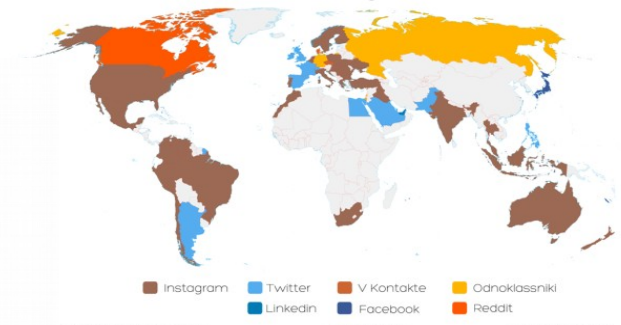 Instagram Twitter V Kontakte Odnoklassniki
Linkedin Facebook Reddit